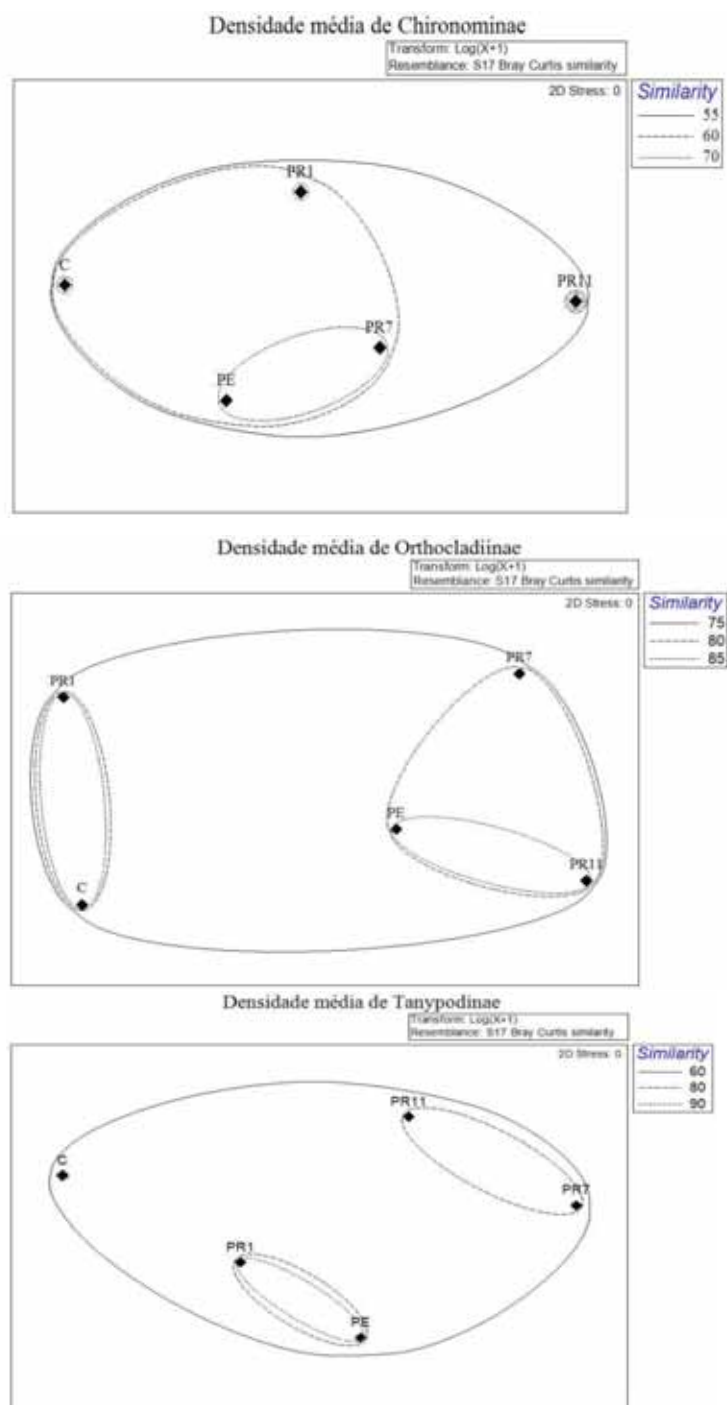 Densidade média de Chironominae
Transform: Log(X+1)
Resemblance: S17 Bray Curtis similarity
2D Stress: 0
Similarity
55
60
70
PR1
C
PR11
PR7
PE
Densidade média de Orthocladiinae
Transform: Log(X+1)
Resemblance: S17 Bray Curtis similarity
2D Stress: 0
Similarity
75
80
85
PR7
PR1
PE
PR11
C
Densidade média de Tanypodinae
Transform: Log(X+1)
Resemblance: S17 Bray Curtis similarity
2D Stress: 0
Similarity
60
80
90
PR11
C
PR7
PR1
PE